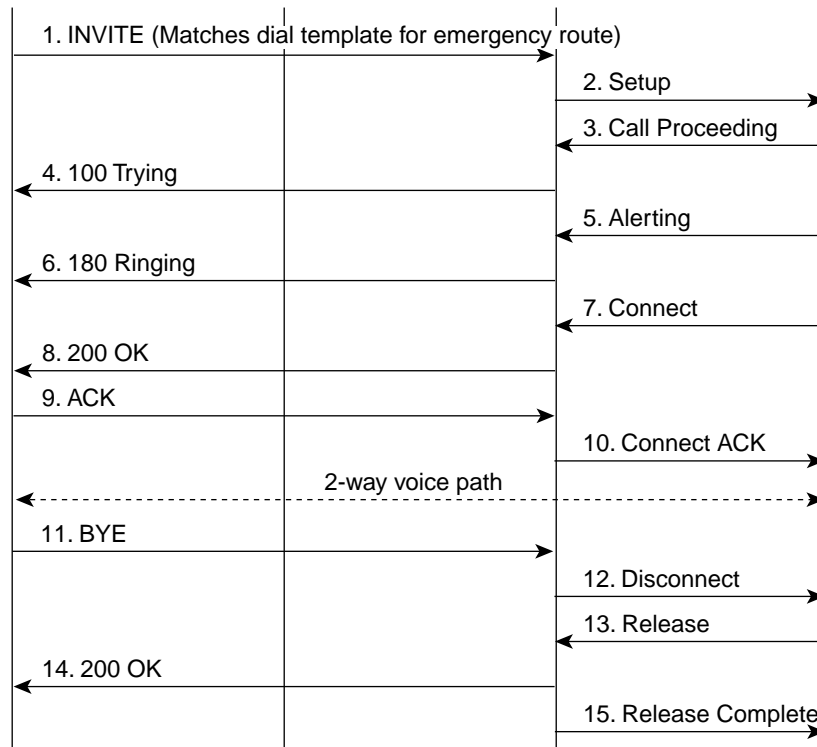 1. INVITE (Matches dial template for emergency route)
2. Setup
3. Call Proceeding
4. 100 Trying
5. Alerting
6. 180 Ringing
7. Connect
8. 200 OK
9. ACK
10. Connect ACK
2-way voice path
11. BYE
12. Disconnect
13. Release
14. 200 OK
15. Release Complete